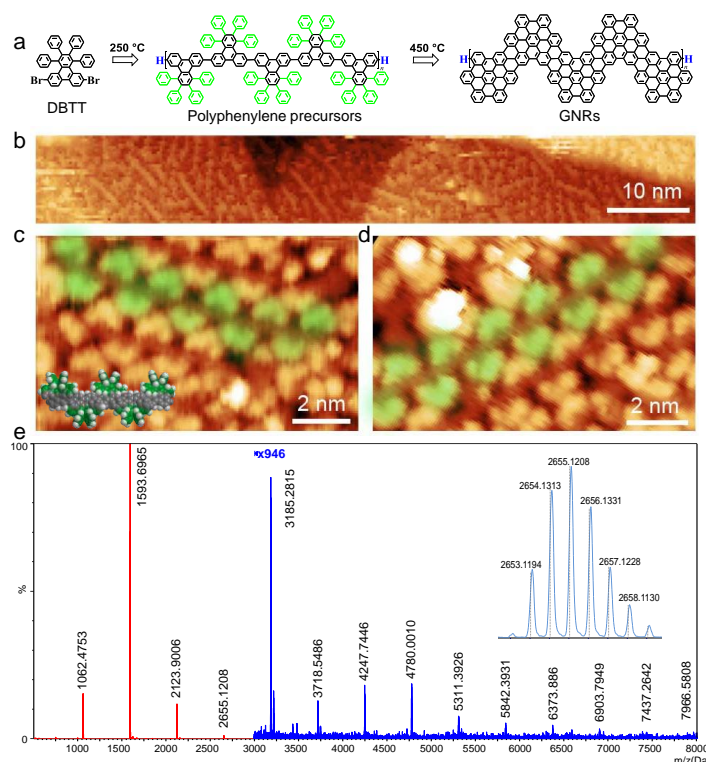 a
250 °C
450 °C
Br
Br
H
n
H
H
n
H
DBTT
Polyphenylene precursors
GNRs
b
10 nm
c
d
2 nm
2 nm
e
100
%
0
1062.4753
1593.6965
2123.9006
2655.1208
*x946
3185.2815
3718.5486
4247.7446
4780.0010
5311.3926
5842.3931
6373.886
6903.7949
7437.2642
7966.5808
2653.1194
2654.1313
2655.1208
2656.1331
2657.1228
2658.1130
1000
1500
2000
2500
3000
3500
4000
4500
5000
5500
6000
6500
7000
7500
8000
m/z(Da)